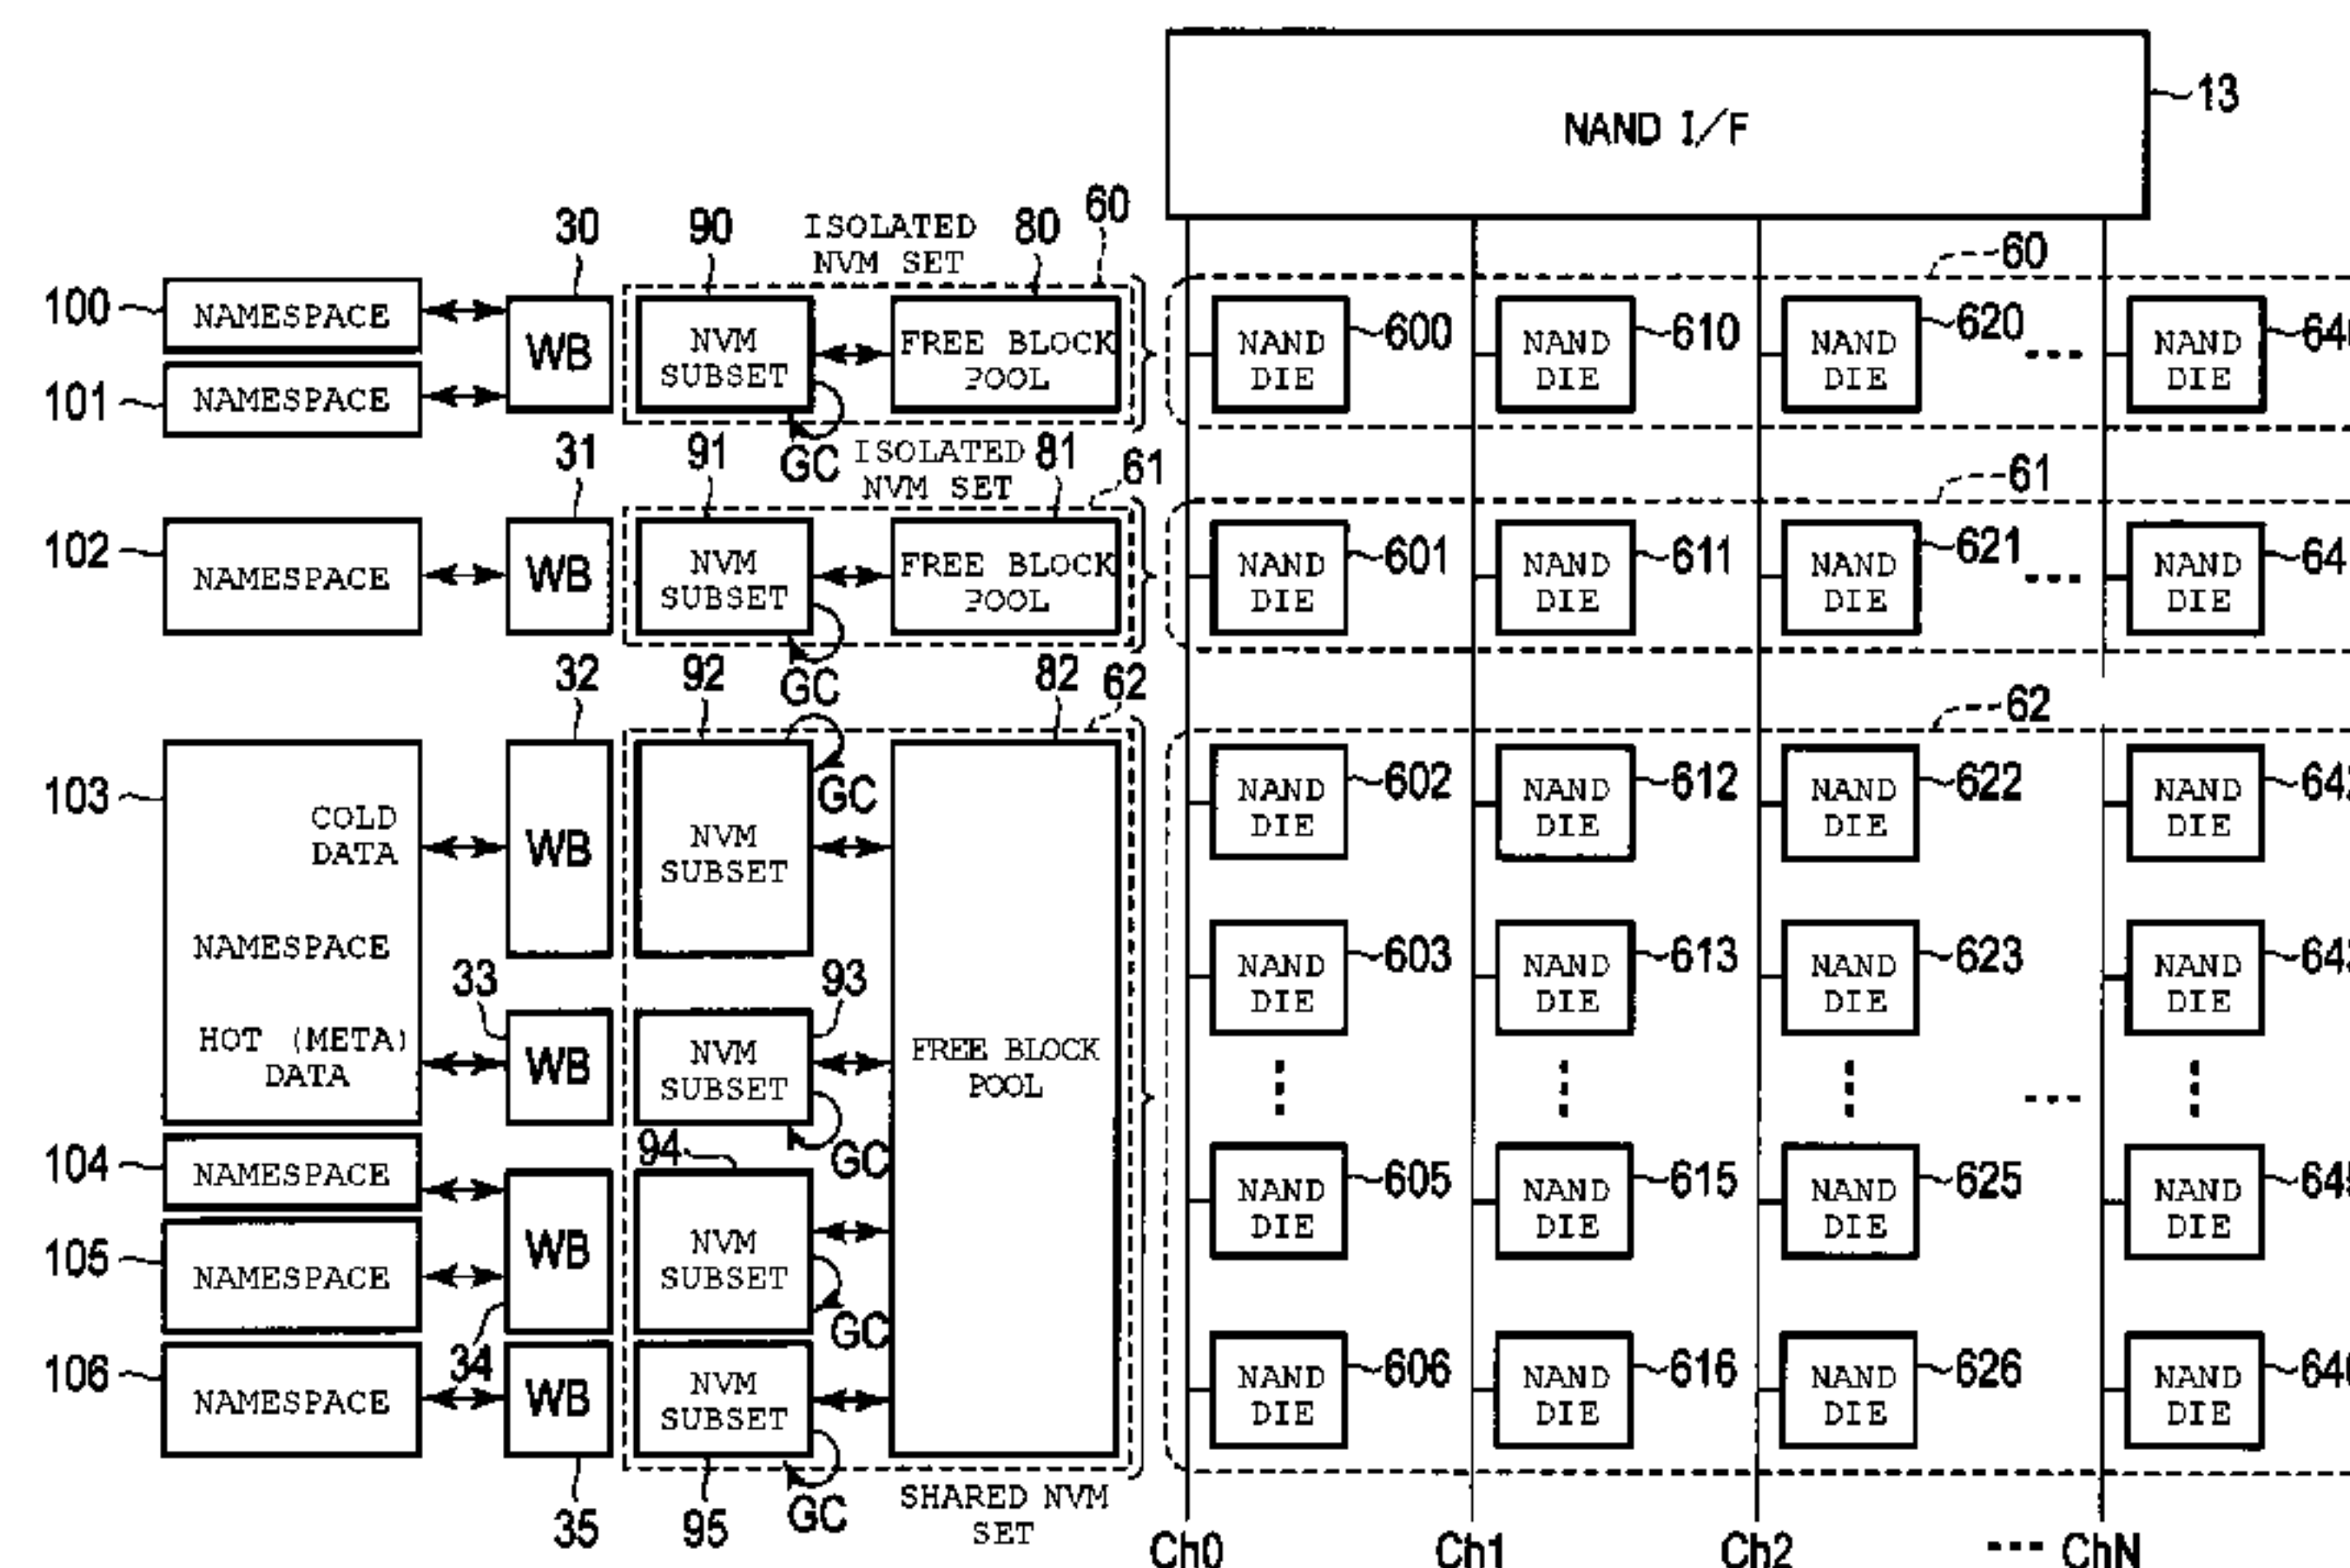 NAND I/F
13
ISOLATED
NVM SET
30
90
80
60
60
100
NAMESPACE
101
NAMESPACE
WB
NVM
SUBSET
FREE BLOCK
POOL
GC
NAND
DIE
600
NAND
DIE
610
NAND
DIE
620
...
NAND
DIE
ISOLATED
NVM SET
31
91
81
61
61
102
NAMESPACE
WB
NVM
SUBSET
FREE BLOCK
POOL
GC
NAND
DIE
601
NAND
DIE
611
NAND
DIE
621
...
NAND
DIE
32
92
82
62
62
103
COLD
DATA
NAMESPACE
HOT (META)
DATA
WB
NVM
SUBSET
GC
33
WB
93
NVM
SUBSET
GC
FREE BLOCK
POOL
NAND
DIE
602
NAND
DIE
612
NAND
DIE
622
NAND
DIE
NAND
DIE
603
NAND
DIE
613
NAND
DIE
623
NAND
DIE
...
104
NAMESPACE
105
NAMESPACE
34
WB
94
NVM
SUBSET
GC
NAND
DIE
605
NAND
DIE
615
NAND
DIE
625
NAND
DIE
106
NAMESPACE
WB
35
NVM
SUBSET
95
GC
NAND
DIE
606
NAND
DIE
616
NAND
DIE
626
NAND
DIE
SHARED NVM
SET
Ch0
Ch1
Ch2
...
ChN